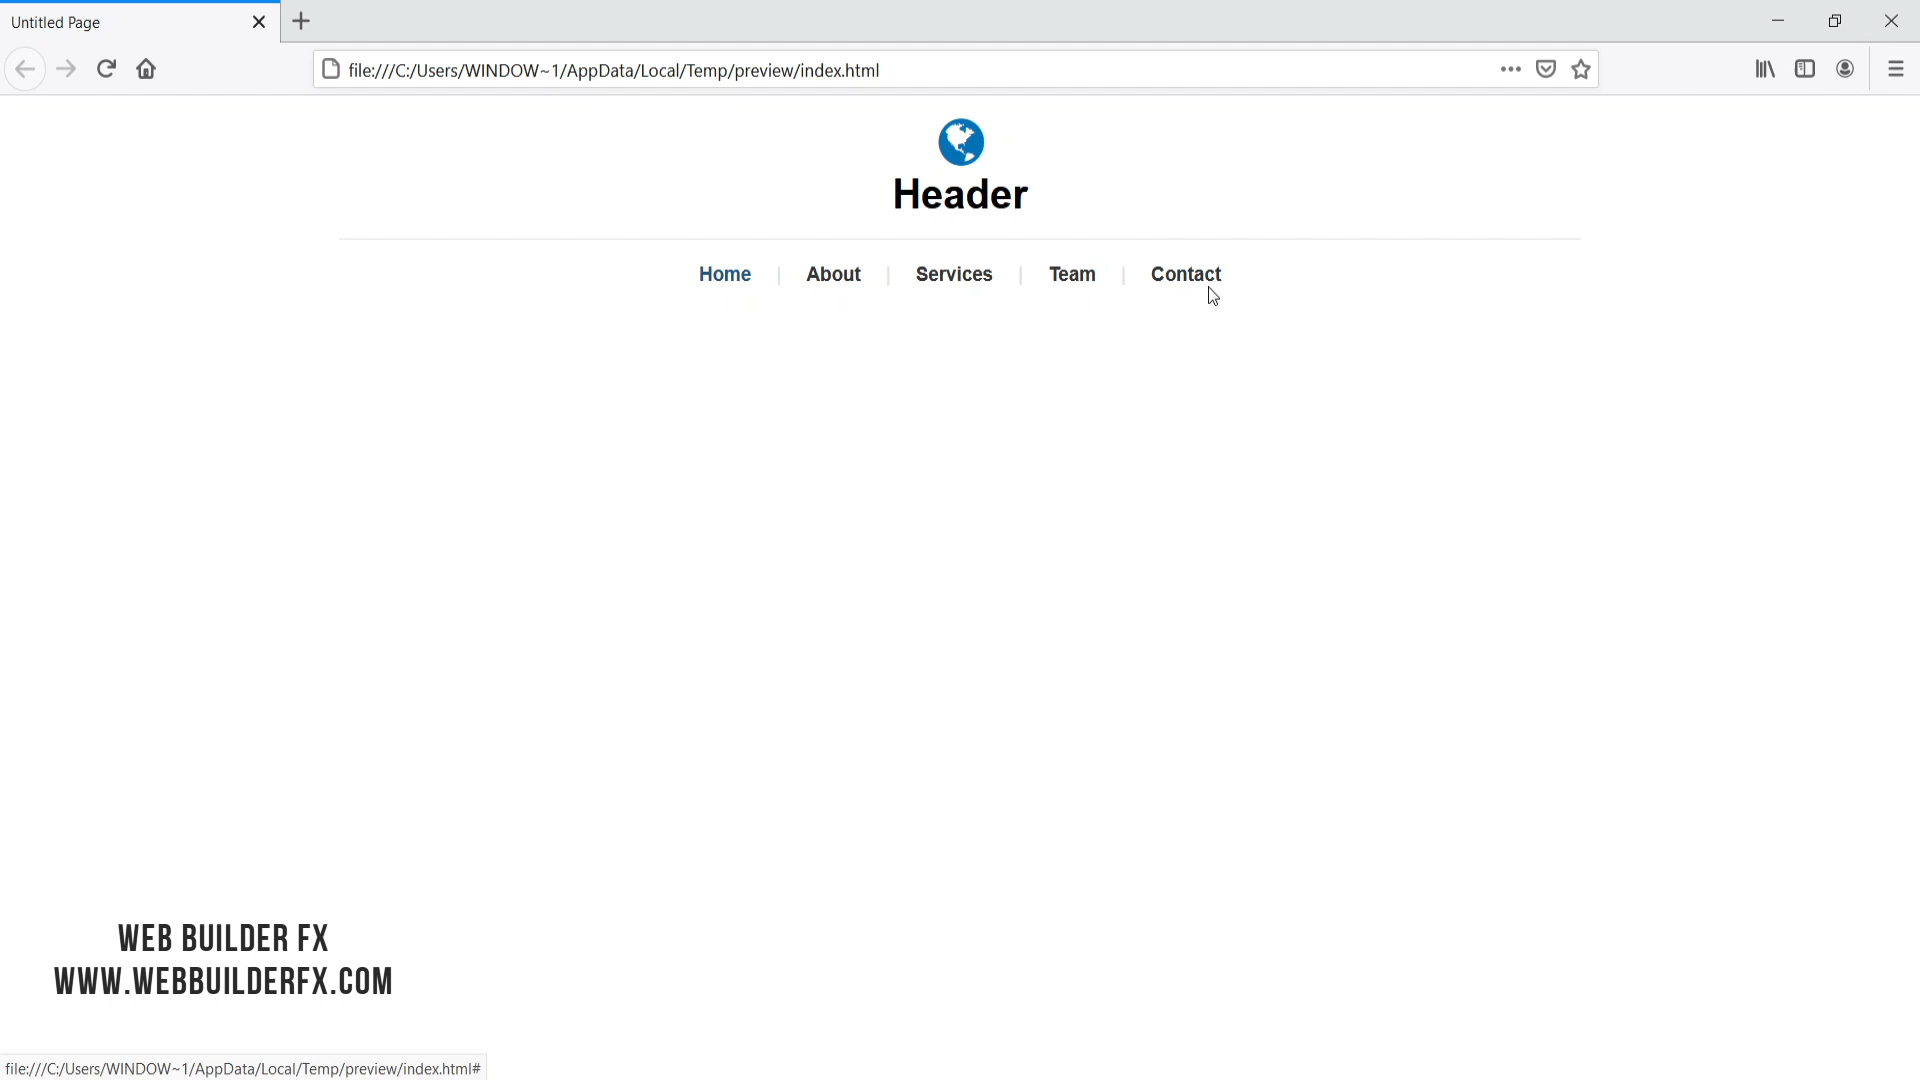 Untitled Page
file:///C:/Users/WINDOW~1/AppData/Local/Temp/preview/index.html
Header
Home | About | Services | Team | Contact
WEB BUILDER FX
WWW.WEBBUILDERFX.COM
file:///C:/Users/WINDOW~1/AppData/Local/Temp/preview/index.html#